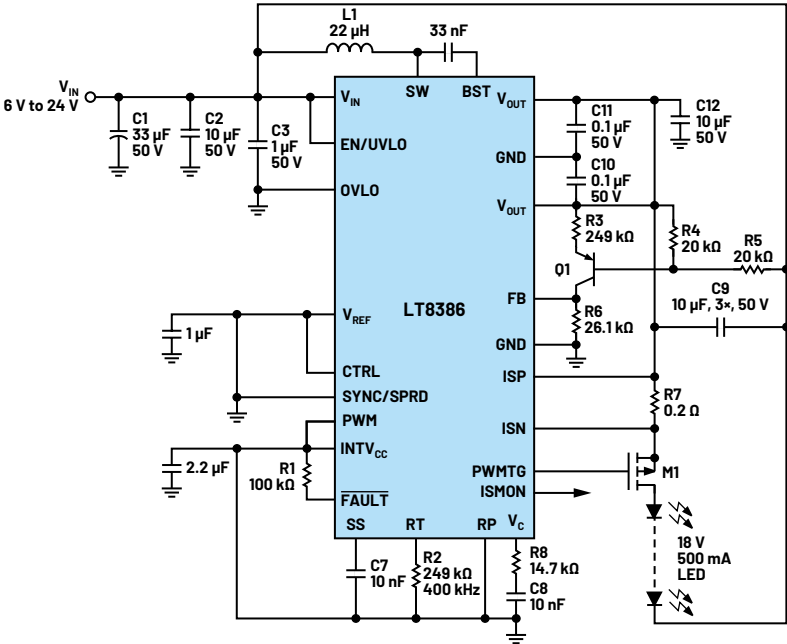 L1
22 µH
33 nF
V_IN
6 V to 24 V
C1
33 µF
50 V
C2
10 µF
50 V
C3
1 µF
50 V
V_IN
SW
BST
V_OUT
C11
0.1 µF
50 V
C12
10 µF
50 V
EN/UVLO
GND
C10
0.1 µF
50 V
OVLO
V_OUT
R3
249 kΩ
R4
20 kΩ
R5
20 kΩ
Q1
C9
10 µF, 3×, 50 V
LT8386
FB
R6
26.1 kΩ
V_REF
1 µF
GND
CTRL
ISP
SYNC/SPRD
R7
0.2 Ω
PWM
ISN
INTV_CC
2.2 µF
R1
100 kΩ
PWMTG
M1
ISMON
FAULT
SS
RT
RP
V_C
18 V
500 mA
LED
C7
10 nF
R2
249 kΩ
400 kHz
R8
14.7 kΩ
C8
10 nF